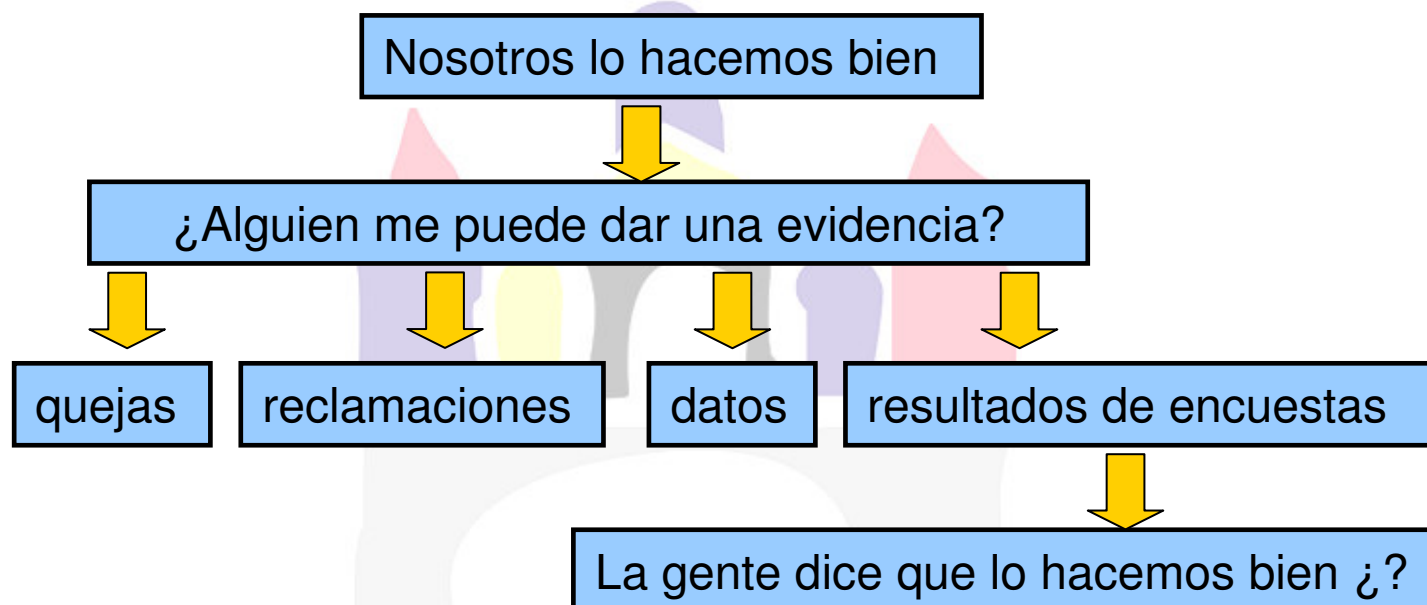 Nosotros lo hacemos bien
¿Alguien me puede dar una evidencia?
quejas
reclamaciones
datos
resultados de encuestas
La gente dice que lo hacemos bien ¿?